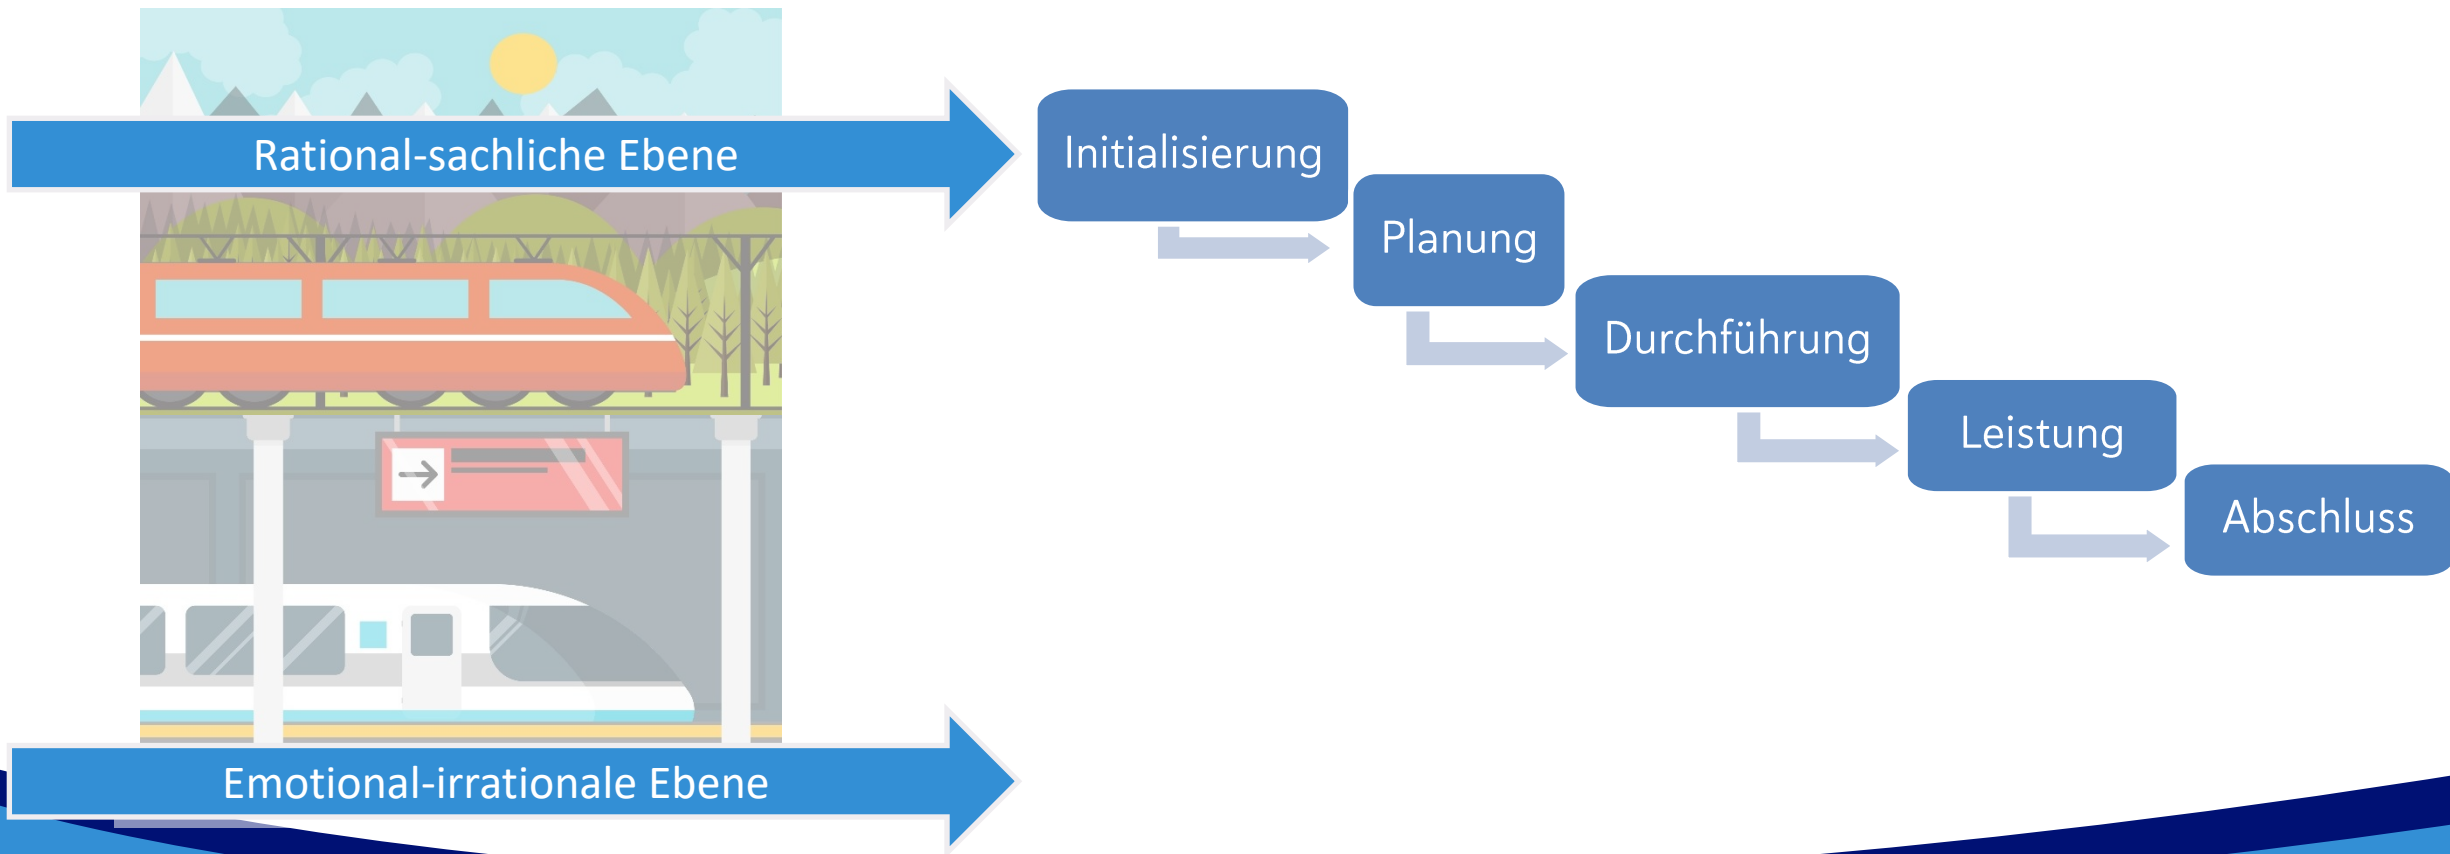 Rational-sachliche Ebene
Initialisierung
Planung
Durchführung
Leistung
Abschluss
Emotional-irrationale Ebene